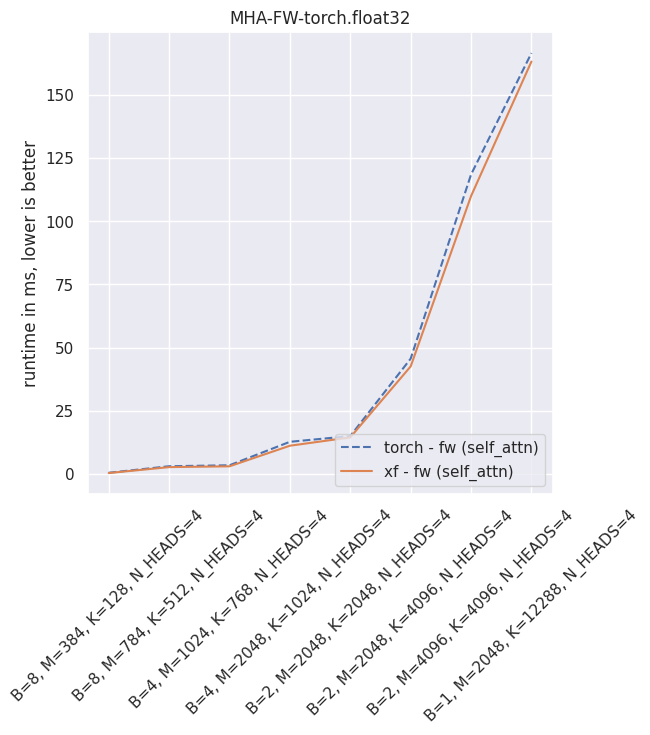 MHA-FW-torch.float32
runtime in ms, lower is better
150
125
100
75
50
25
0
torch - fw (self_attn)
xf - fw (self_attn)
B=8, M=384, K=128, N_HEADS=4
B=8, M=784, K=512, N_HEADS=4
B=4, M=1024, K=768, N_HEADS=4
B=4, M=2048, K=1024, N_HEADS=4
B=2, M=2048, K=2048, N_HEADS=4
B=2, M=2048, K=4096, N_HEADS=4
B=2, M=4096, K=4096, N_HEADS=4
B=1, M=2048, K=12288, N_HEADS=4